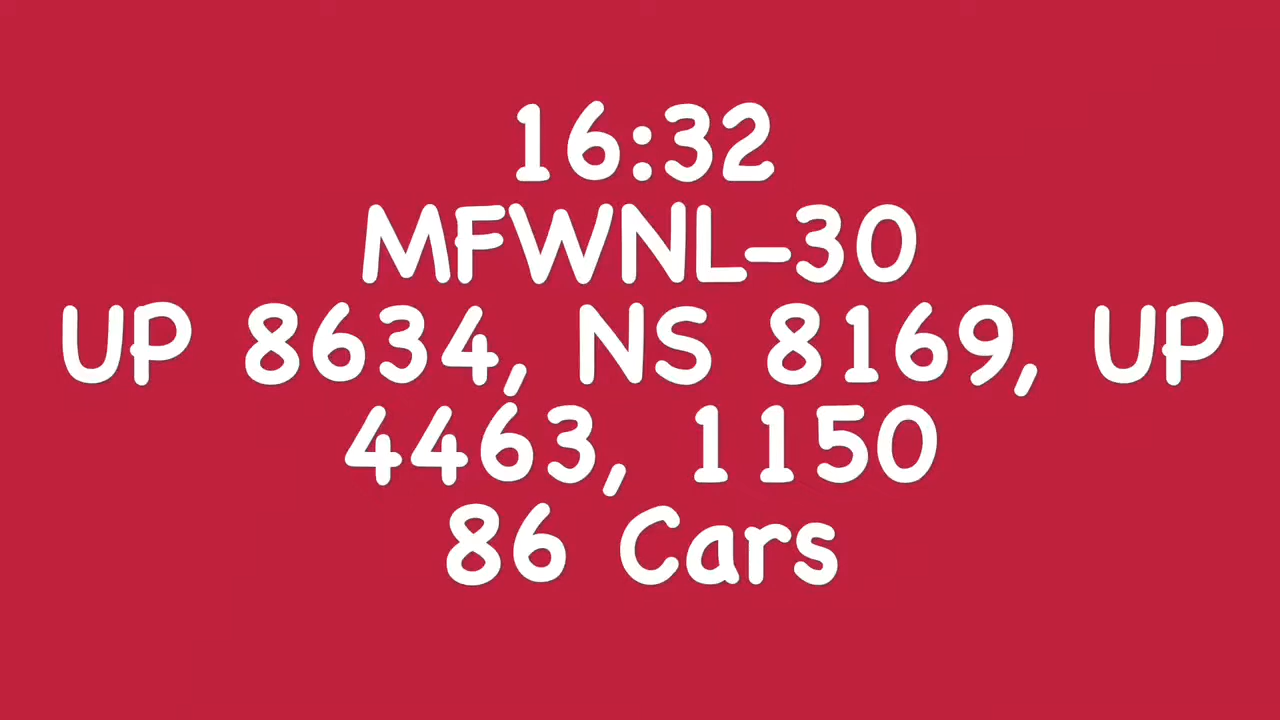 16:32
MFWNL-30
UP 8634, NS 8169, UP
4463, 1150
86 Cars